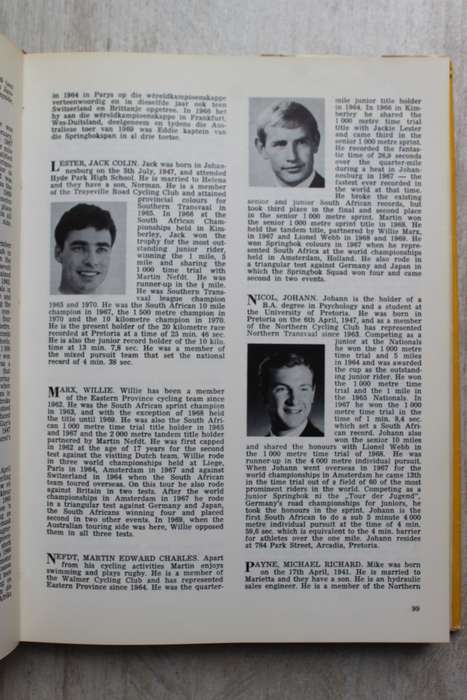 in 1964 in Parys op die wêreldkampioenskappe
verteenwoordig en in dieselfde jaar ook teen
Switzerland en Brittanje opgetree. In 1966 het
hy aan die wêreldkampioenskappe in Frankfurt,
Wes-Duitsland, deelgeneem en tydens die Aus-
traliese toer van 1969 was Eddie kaptein van
die Springbokspan in al drie toetse.
LESTER, JACK COLIN. Jack was born in Johan-
nesburg on the 9th July, 1947, and attended
Hyde Park High School. He is married to Helena
and they have a son, Norman. He is a member
of the Troyeville Road Cycling Club and attained
provincial colours for
Southern Transvaal in
1965. In 1966 at the
South African Cham-
pionships held in Kim-
berley, Jack won the
trophy for the most out-
standing junior rider,
winning the 1 mile, 5
mile and sharing the
1 000 time trial with
Martin Nefdt. He was
runner-up in the ½ mile.
He was Southern Trans-
vaal league champion
1965 and 1970. He was the South African 10 mile
champion in 1967, the 1 500 metre champion in
1970 and the 10 kilometre champion in 1970.
He is the present holder of the 20 kilometre race
recorded at Pretoria at a time of 23 min. 46 sec.
He is also the junior record holder of the 10 kilo.
time at 13 min. 7,8 sec. He was a member of
the mixed pursuit team that set the national
record of 4 min. 38 sec.
MARX, WILLIE. Willie has been a member
of the Eastern Province cycling team since
1962. He was the South African sprint champion
in 1963, and with the exception of 1968 held
the title until 1969. He was also the South Afri-
can 1 000 metre time trial title holder in 1965
and 1967 and the 2 000 metre tandem title holder
partnered by Martin Nefdt. He was first capped
in 1962 at the age of 17 years for the second
test against the visiting Dutch team. Willie rode
in three world championships held at Liege,
Paris in 1964, Amsterdam in 1967 and against
Switzerland in 1964 when the South African
team toured overseas. On this tour he also rode
against Britain in two tests. After the world
championships in Amsterdam in 1967 he rode
in a triangular test against Germany and Japan,
the South Africans winning four and placed
second in two other events. In 1969, when the
Australian touring side was here, Willie opposed
them in all three tests.
NEFDT, MARTIN EDWARD CHARLES. Apart
from his cycling activities Martin enjoys
swimming and plays rugby. He is a member of
the Walmer Cycling Club and has represented
Eastern Province since 1964. He was the quarter-
mile junior title holder
in 1964. In 1966 in Kim-
berley he shared the
1 000 metre time trial
title with Jackie Lester
and came third in the
senior 1 000 metre sprint.
He recorded the fantas-
tic time of 26,9 seconds
over the quarter-mile
during a heat in Johan-
nesburg in 1967 — the
fastest ever recorded in
the world at that time.
He broke the existing
senior and junior South African records, but
took third place in the final and second place
in the senior 1 000 metre sprint. Martin won
the senior 1 000 metre sprint title in 1968. He
held the tandem title, partnered by Willie Marx,
in 1967 and Lionel Webb in 1968 and 1969. He
won Springbok colours in 1967 when he repre-
sented South Africa at the world championships
held in Amsterdam, Holland. He also rode in
a triangular test against Germany and Japan in
which the Springbok Squad won four and came
second in two events.
NICOL, JOHANN. Johann is the holder of a
B.A. degree in Psychology and a student at
the University of Pretoria. He was born in
Pretoria on the 6th April, 1947, and as a member
of the Northern Cycling Club has represented
Northern Transvaal since 1963. Competing as a
junior at the Nationals
he won the 1 000 metre
time trial and 5 miles
in 1964 and was awarded
the cup as the outstand-
ing junior rider. He won
the 1 000 metre time
trial and the 1 mile in
the 1965 Nationals. In
1967 he won the 1 000
metre time trial in the
time of 1 min. 9,4 sec.
which set a South Afri-
can record. Johann also
won the senior 10 miles
and shared the honours with Lionel Webb in
the 1 000 metre time trial of 1968. He was
runner-up in the 4 000 metre individual pursuit.
When Johann went overseas in 1967 for the
world championships in Amsterdam he came 13th
in the time trial out of a field of 60 of the most
prominent riders in the world. Competing as a
junior Springbok in the „Tour der Jugend",
Germany's road championships for juniors, he
took the honours in the sprint. Johann is the
first South African to do a sub 5 minute 4 000
metre individual pursuit at the time of 4 min.
59,6 sec. which is equivalent to the 4 min. barrier
for athletes over the one mile. Johann resides
at 784 Park Street, Arcadia, Pretoria.
PAYNE, MICHAEL RICHARD. Mike was born
on the 17th April, 1941. He is married to
Marietta and they have a son. He is an hydraulic
sales engineer. He is a member of the Northern
99